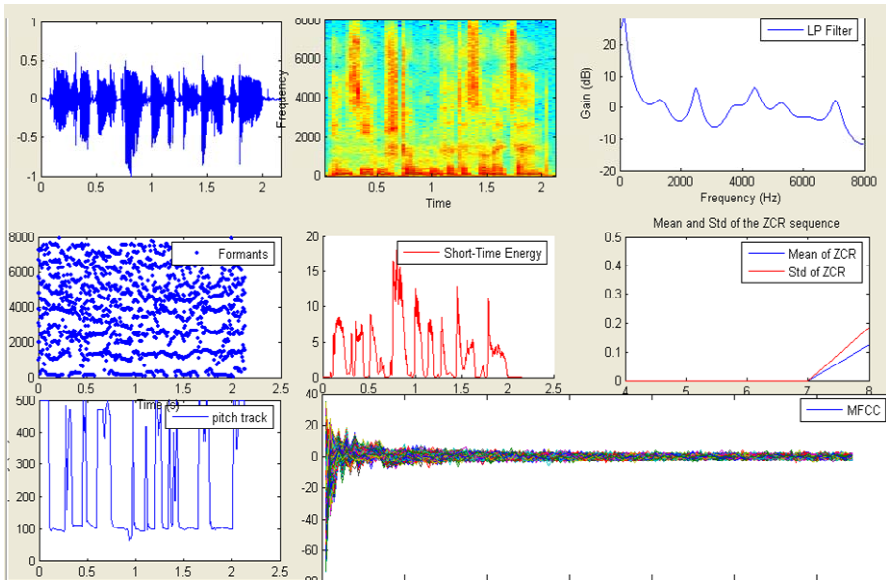 1
0.5
0
-0.5
-1
0 0.5 1 1.5 2
Frequency
8000
6000
4000
2000
0
0.5 1 1.5 2
Time
LP Filter
Gain (dB)
20
0
-20
0 2000 4000 6000 8000
Frequency (Hz)
8000
6000
4000
2000
0
Formants
0 0.5 1 1.5 2 2.5
Time (s)
20
15
10
5
0
Short-Time Energy
0 0.5 1 1.5 2 2.5
Mean and Std of the ZCR sequence
0.5
0.4
0.3
0.2
0.1
0
Mean of ZCR
Std of ZCR
4 5 6 7 8
500
400
300
200
100
0
pitch track
0 0.5 1 1.5 2 2.5
40
20
0
-20
-40
-60
-80
MFCC